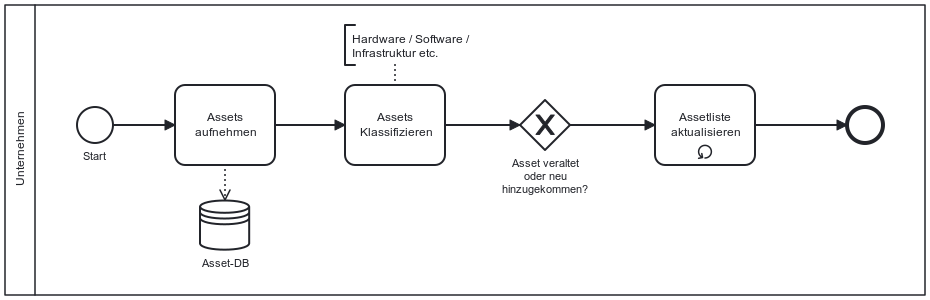 Unternehmen
Start
Assets
aufnehmen
Asset-DB
Hardware / Software /
Infrastruktur etc.
Assets
Klassifizieren
Asset veraltet
oder neu
hinzugekommen?
Assetliste
aktualisieren